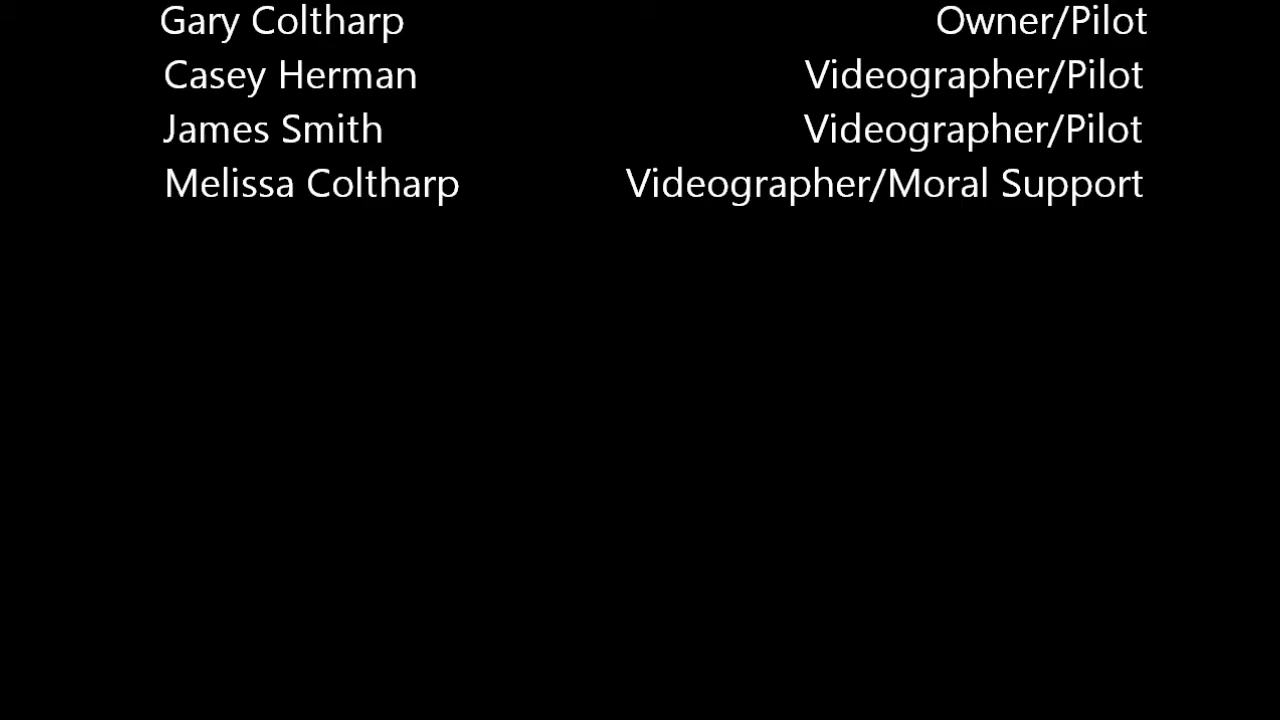 Gary Coltharp Owner/Pilot
Casey Herman Videographer/Pilot
James Smith Videographer/Pilot
Melissa Coltharp Videographer/Moral Support